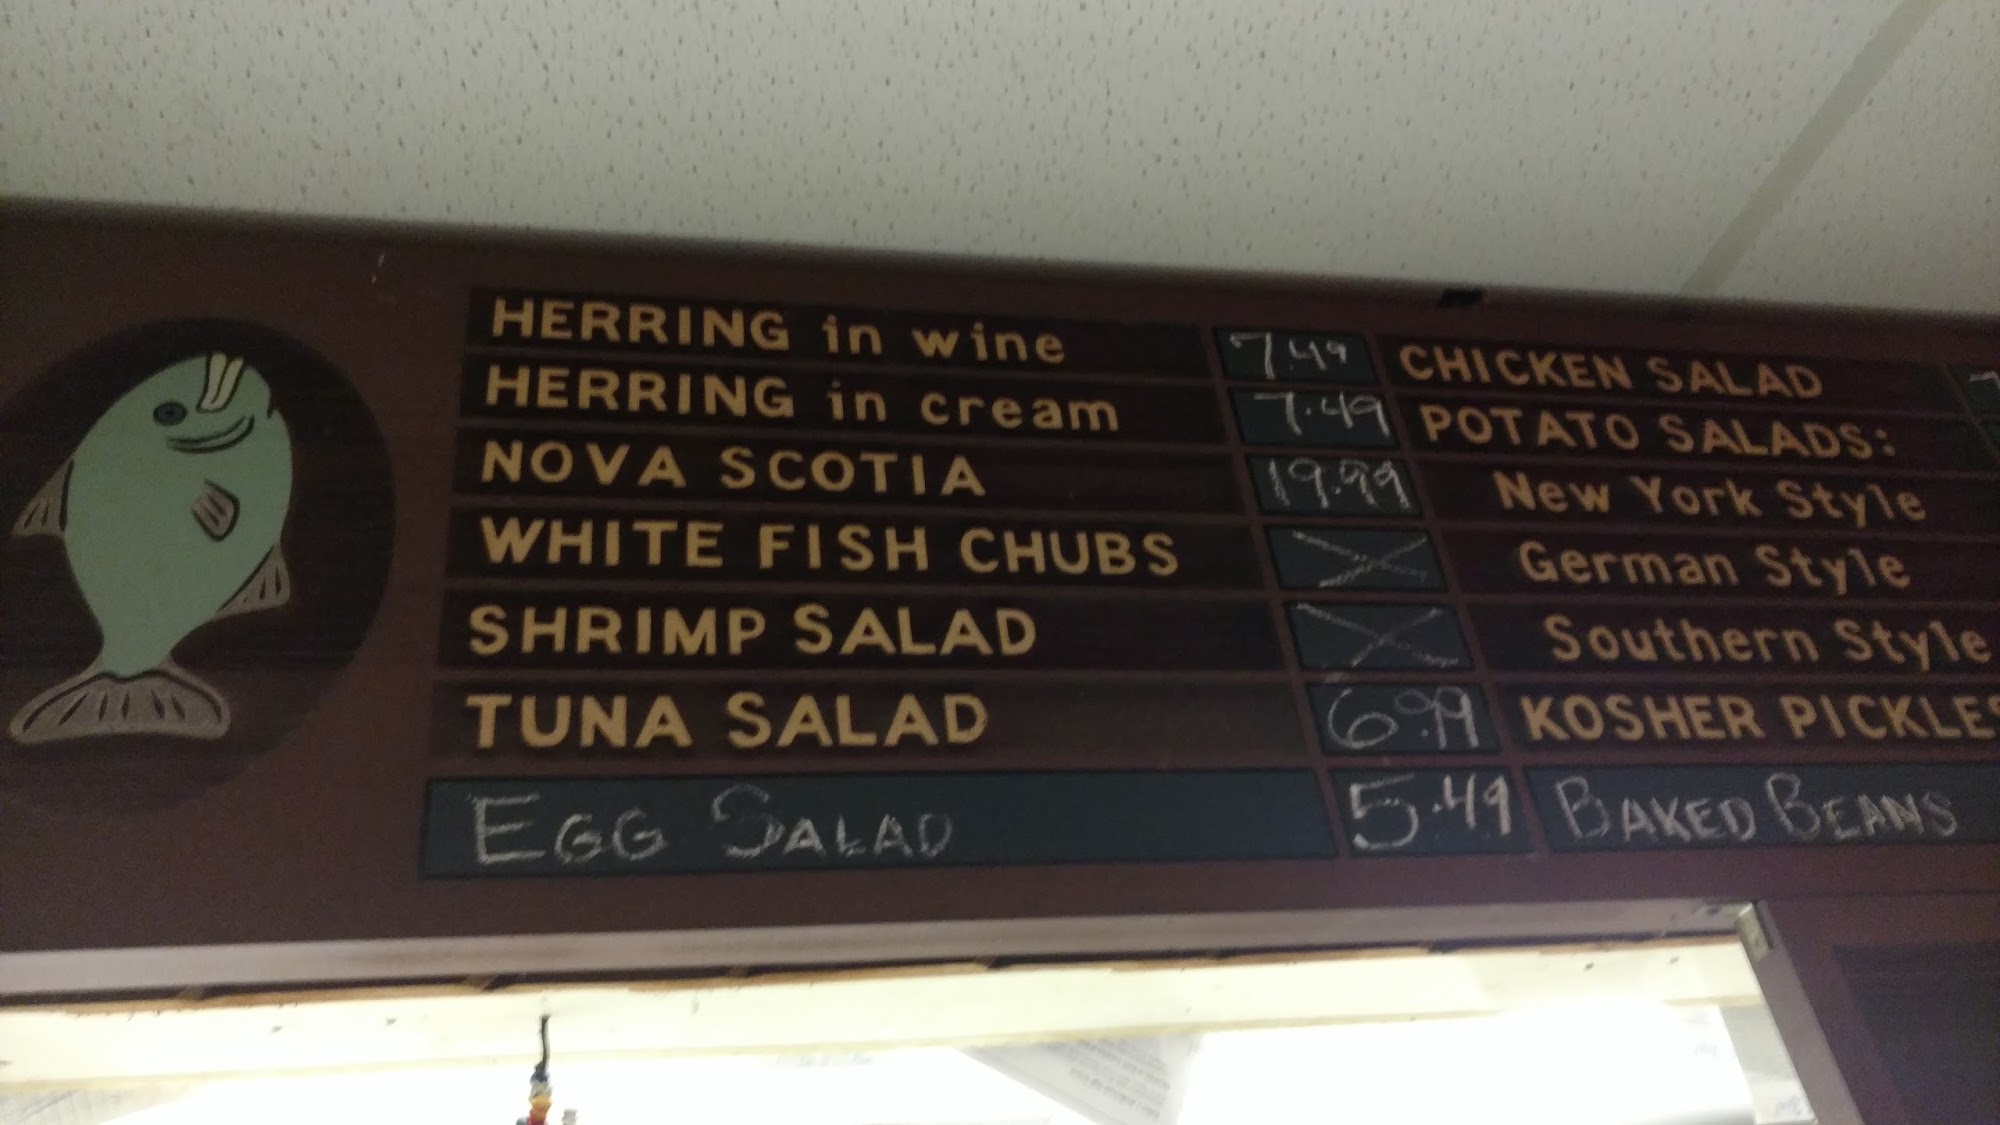 HERRING in wine 7.49
HERRING in cream 7.49
NOVA SCOTIA 19.99
WHITE FISH CHUBS
SHRIMP SALAD
TUNA SALAD 6.99
EGG SALAD 5.49
CHICKEN SALAD
POTATO SALADS:
New York Style
German Style
Southern Style
KOSHER PICKLES
BAKED BEANS